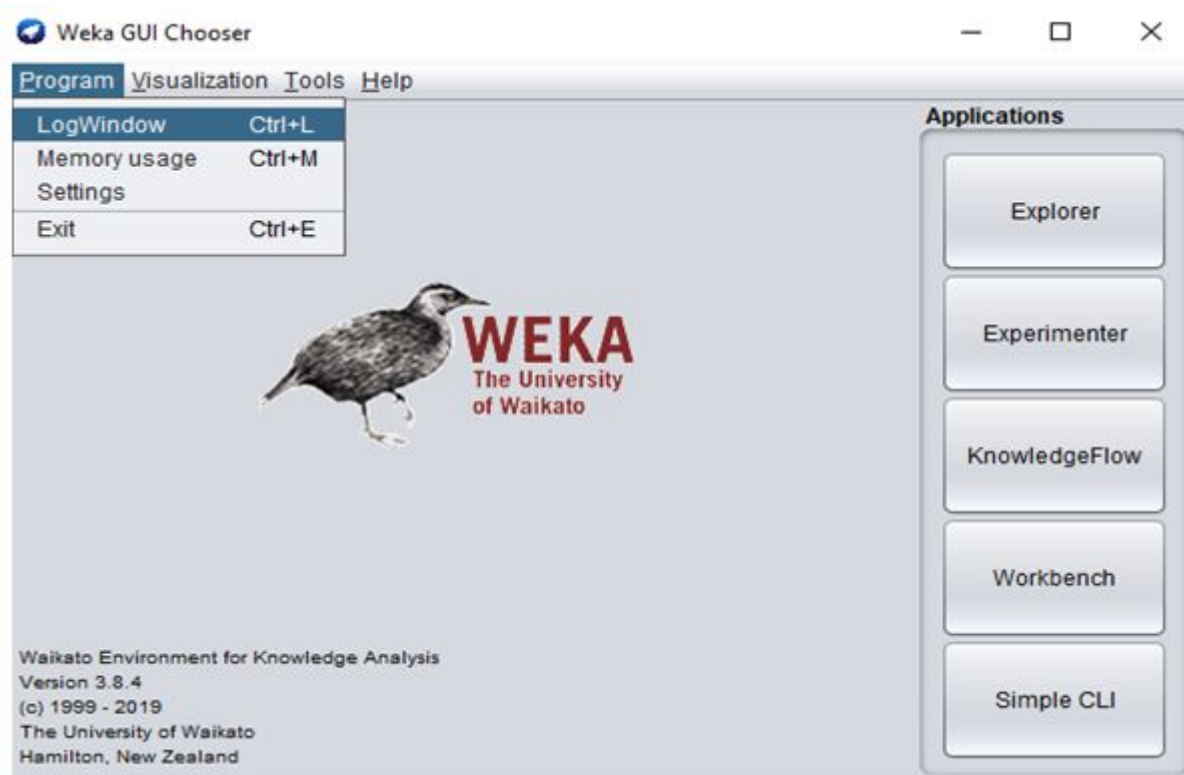 Weka GUI Chooser
Program Visualization Tools Help
LogWindow Ctrl+L
Memory usage Ctrl+M
Settings
Exit Ctrl+E
WEKA
The University
of Waikato
Applications
Explorer
Experimenter
KnowledgeFlow
Workbench
Simple CLI
Waikato Environment for Knowledge Analysis
Version 3.8.4
(c) 1999 - 2019
The University of Waikato
Hamilton, New Zealand